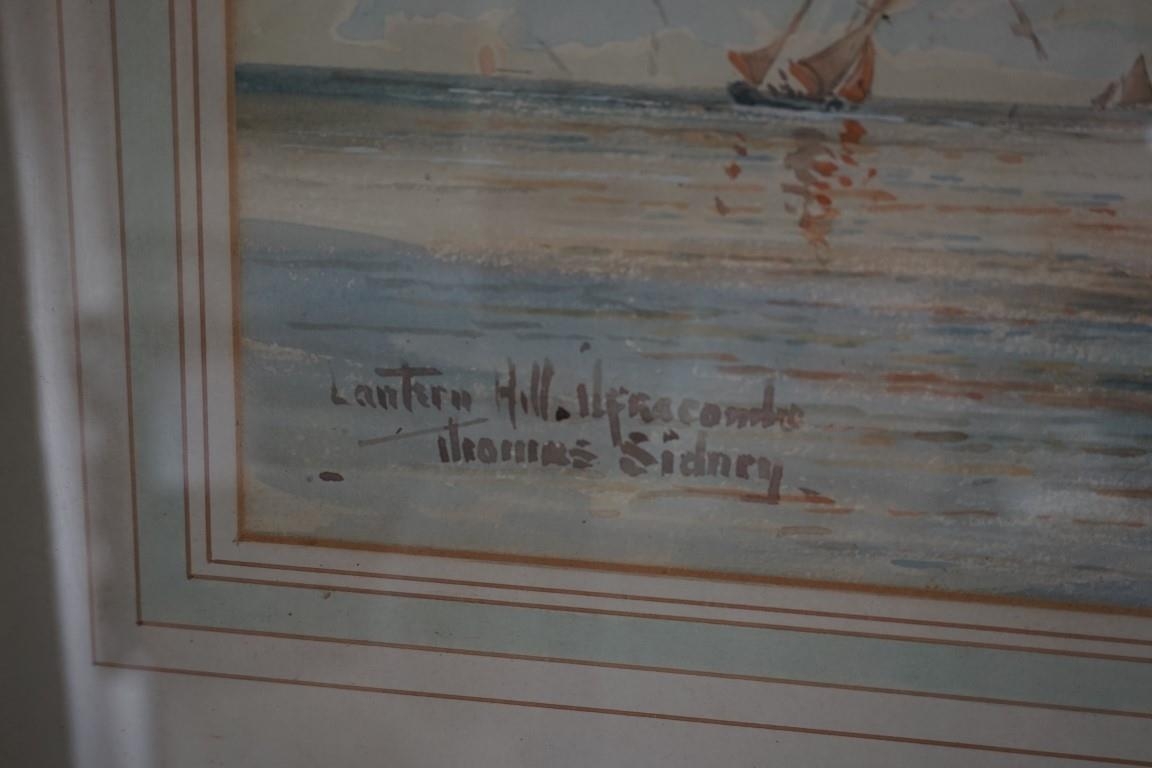 Lantern Hill. Ilfracombe
Thomas Sidney